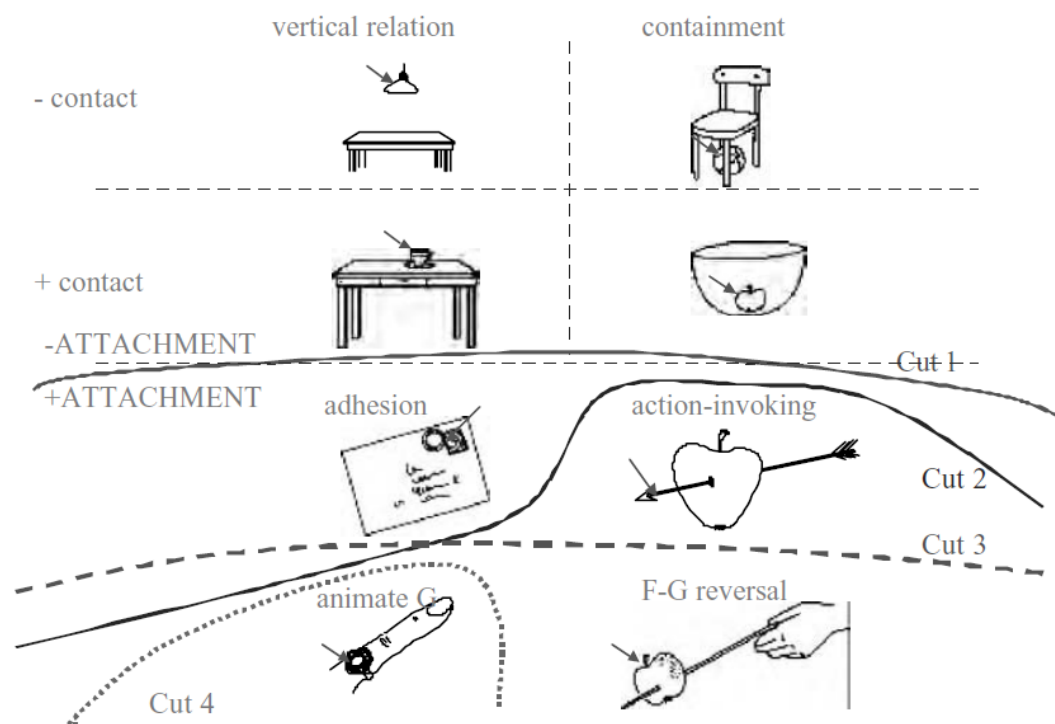 vertical relation
containment
- contact
+ contact
-ATTACHMENT
Cut 1
+ATTACHMENT
adhesion
action-invoking
Cut 2
Cut 3
animate G
F-G reversal
Cut 4